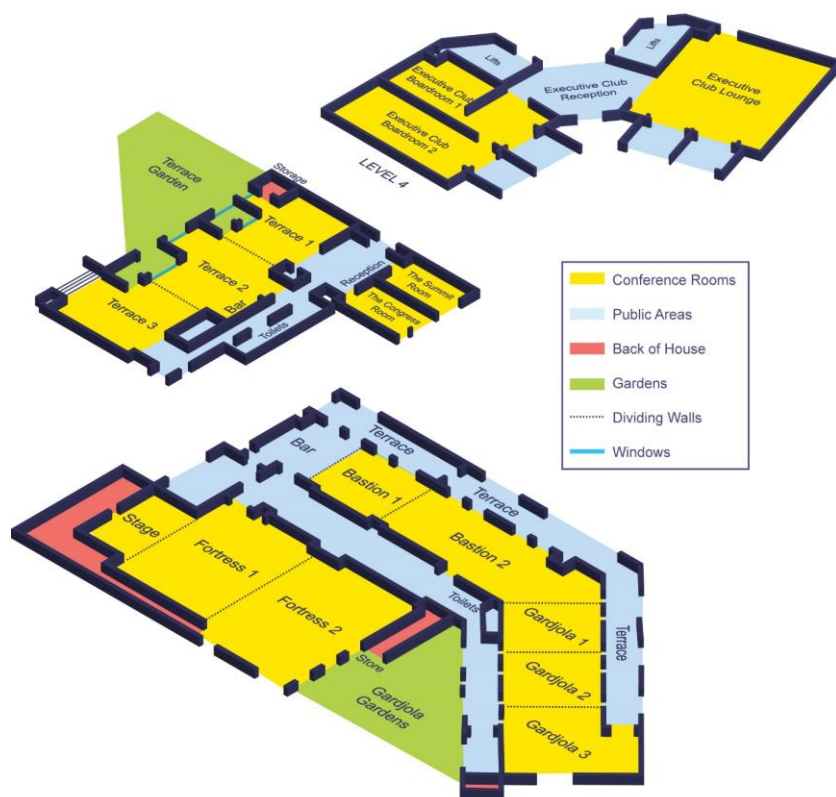 Lifts
Executive Club
Boardroom 1
Executive Club
Boardroom 2
Executive Club
Reception
Lifts
Executive
Club Lounge
LEVEL 4
Terrace
Garden
Storage
Terrace 1
Terrace 2
Terrace 3
Bar
Toilets
Reception
The Summit
Room
The Congress
Room
Conference Rooms
Public Areas
Back of House
Gardens
Dividing Walls
Windows
Bar
Terrace
Terrace
Bastion 1
Bastion 2
Stage
Fortress 1
Fortress 2
Toilets
Store
Gardjola
Gardens
Gardjola 1
Gardjola 2
Gardjola 3
Terrace